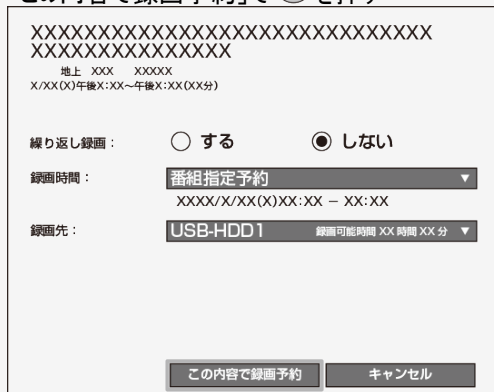 この内容で録画予約」で を押す
XXXXXXXXXXXXXXXXXXXXXXXXXXXXXX
XXXXXXXXXXXXXXX
地上 XXX XXXXX
X/XX(X)午後X:XX~午後X:XX(XX分)
繰り返し録画： する しない
録画時間： 番組指定予約 ▼
XXXX/X/XX(X)XX:XX － XX:XX
録画先： USB-HDD1 録画可能時間 XX 時間 XX 分 ▼
この内容で録画予約 キャンセル